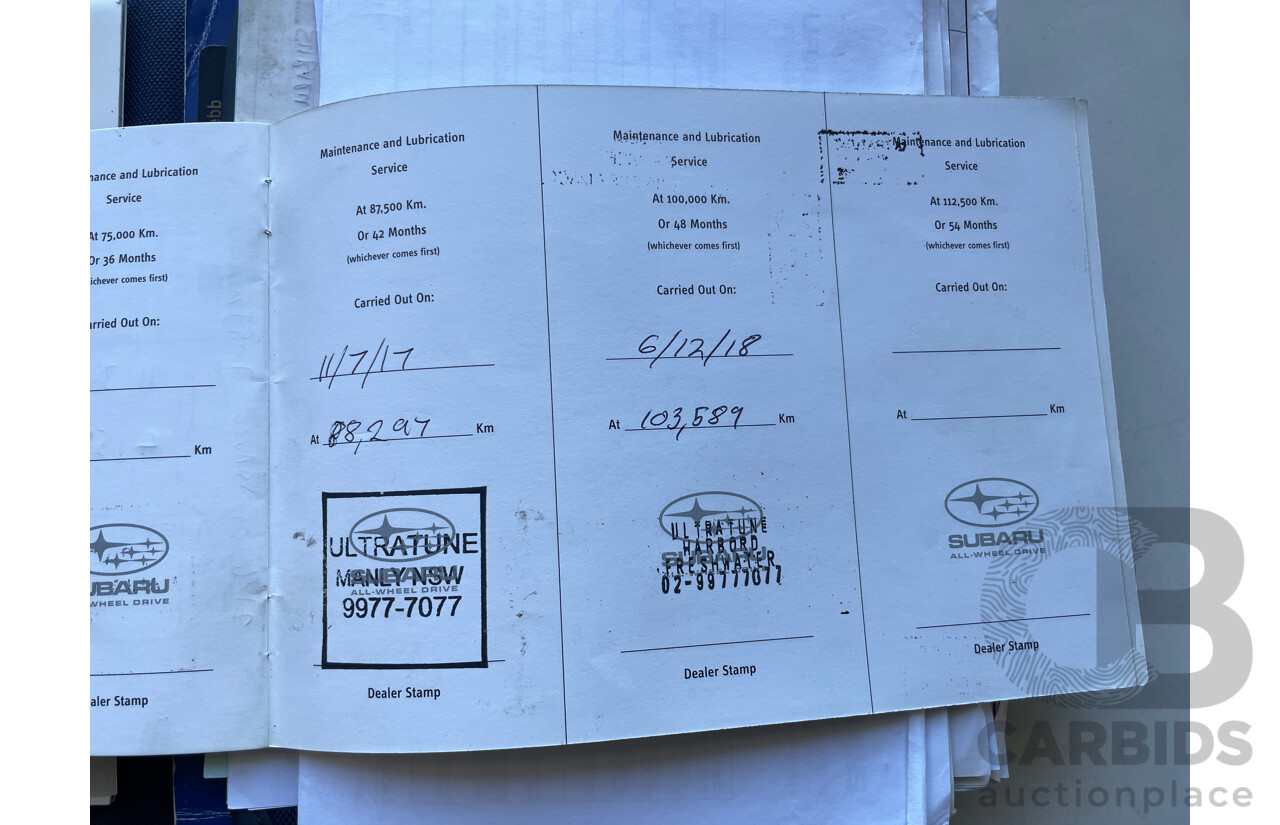 ebb
nance and Lubrication
Service
At 75,000 Km.
Or 36 Months
ichever comes first)
arried Out On:
Km
UBARU
WHEEL DRIVE
aler Stamp
Maintenance and Lubrication
Service
At 87,500 Km.
Or 42 Months
(whichever comes first)
Carried Out On:
11/7/17
At 88,297 Km
ULTRATUNE
MANLY NSW
ALL-WHEEL DRIVE
9977-7077
Dealer Stamp
Maintenance and Lubrication
Service
At 100,000 Km.
Or 48 Months
(whichever comes first)
Carried Out On:
6/12/18
At 103,589 Km
ULTRATUNE
HARBORD
SUBARU
FRESHWATER
02-99777077
Dealer Stamp
Maintenance and Lubrication
Service
At 112,500 Km.
Or 54 Months
(whichever comes first)
Carried Out On:
At Km
SUBARU
ALL-WHEEL DRIVE
Dealer Stamp
CB
CARBIDS
auctionplace